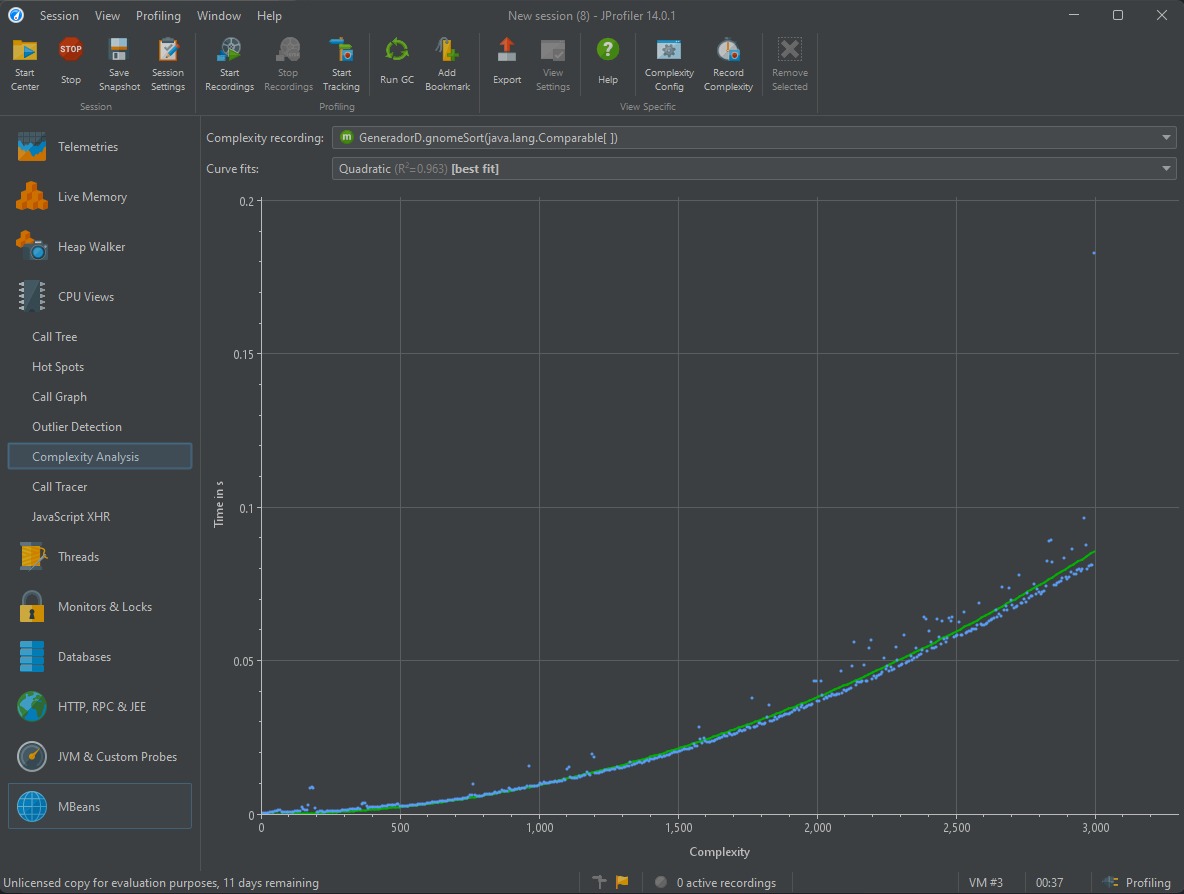 Session View Profiling Window Help
New session (8) - JProfiler 14.0.1
Start Center
STOP
Stop
Save Snapshot
Session Settings
Start Recordings
Stop Recordings
Start Tracking
Run GC
Add Bookmark
Export
View Settings
?
Help
Complexity Config
Record Complexity
Remove Selected
Session
Profiling
View Specific
Telemetries
Live Memory
Heap Walker
CPU Views
Call Tree
Hot Spots
Call Graph
Outlier Detection
Complexity Analysis
Call Tracer
JavaScript XHR
Threads
Monitors & Locks
Databases
HTTP, RPC & JEE
JVM & Custom Probes
MBeans
Complexity recording: m GeneradorD.gnomeSort(java.lang.Comparable[ ])
Curve fits: Quadratic (R²=0.963) [best fit]
0.2
0.15
0.1
0.05
0
Time in s
0 500 1,000 1,500 2,000 2,500 3,000
Complexity
Unlicensed copy for evaluation purposes, 11 days remaining
0 active recordings
VM #3
00:37
Profiling